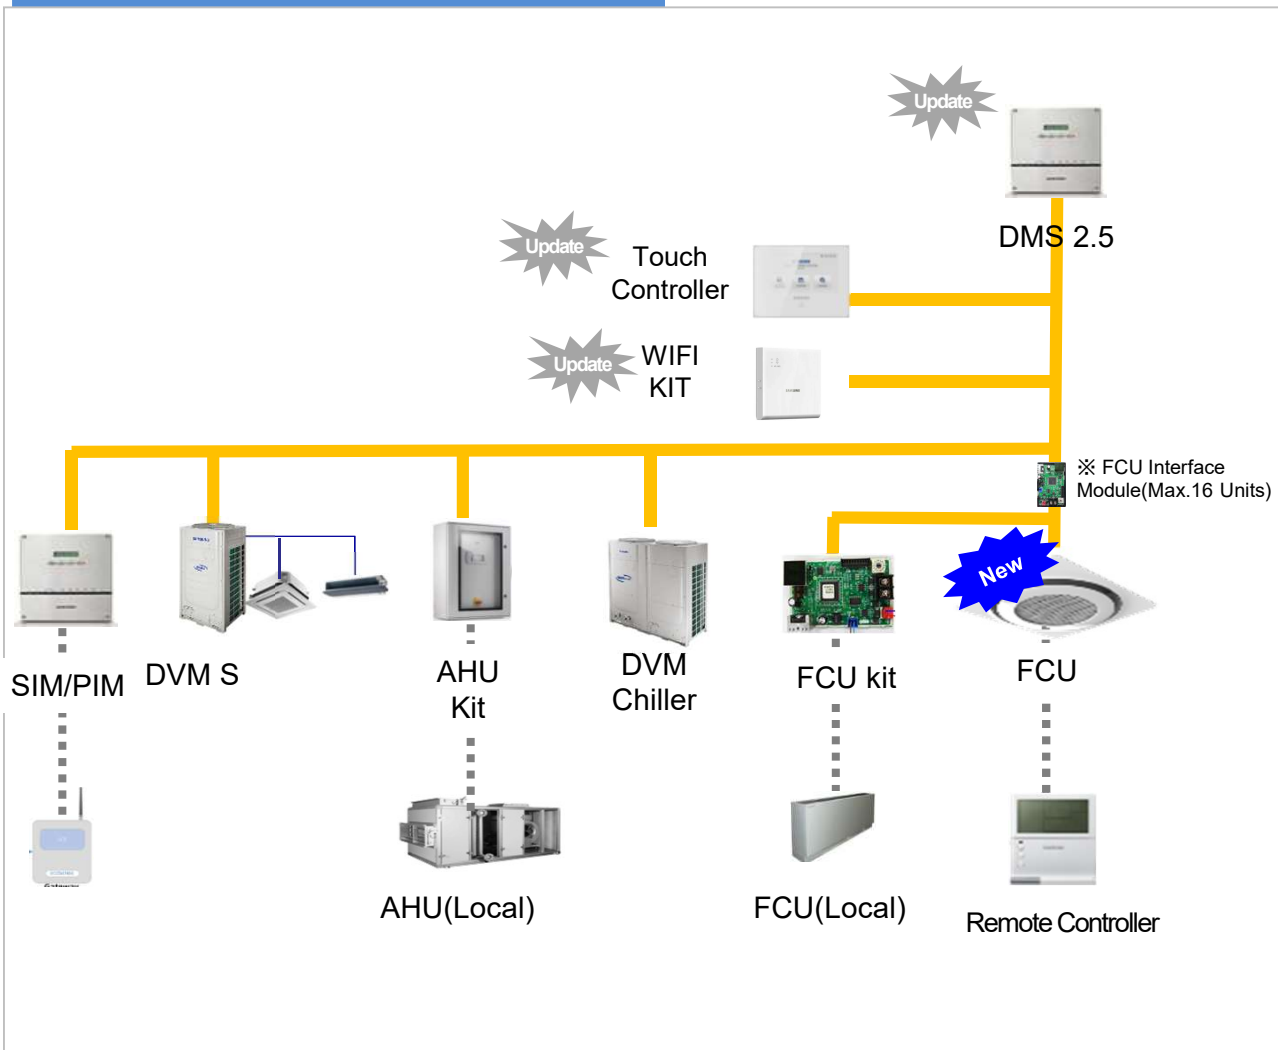 Update
DMS 2.5
Update
Touch
Controller
Update
WIFI
KIT
※ FCU Interface
Module(Max.16 Units)
New
SIM/PIM
DVM S
AHU
Kit
DVM
Chiller
FCU kit
FCU
AHU(Local)
FCU(Local)
Remote Controller